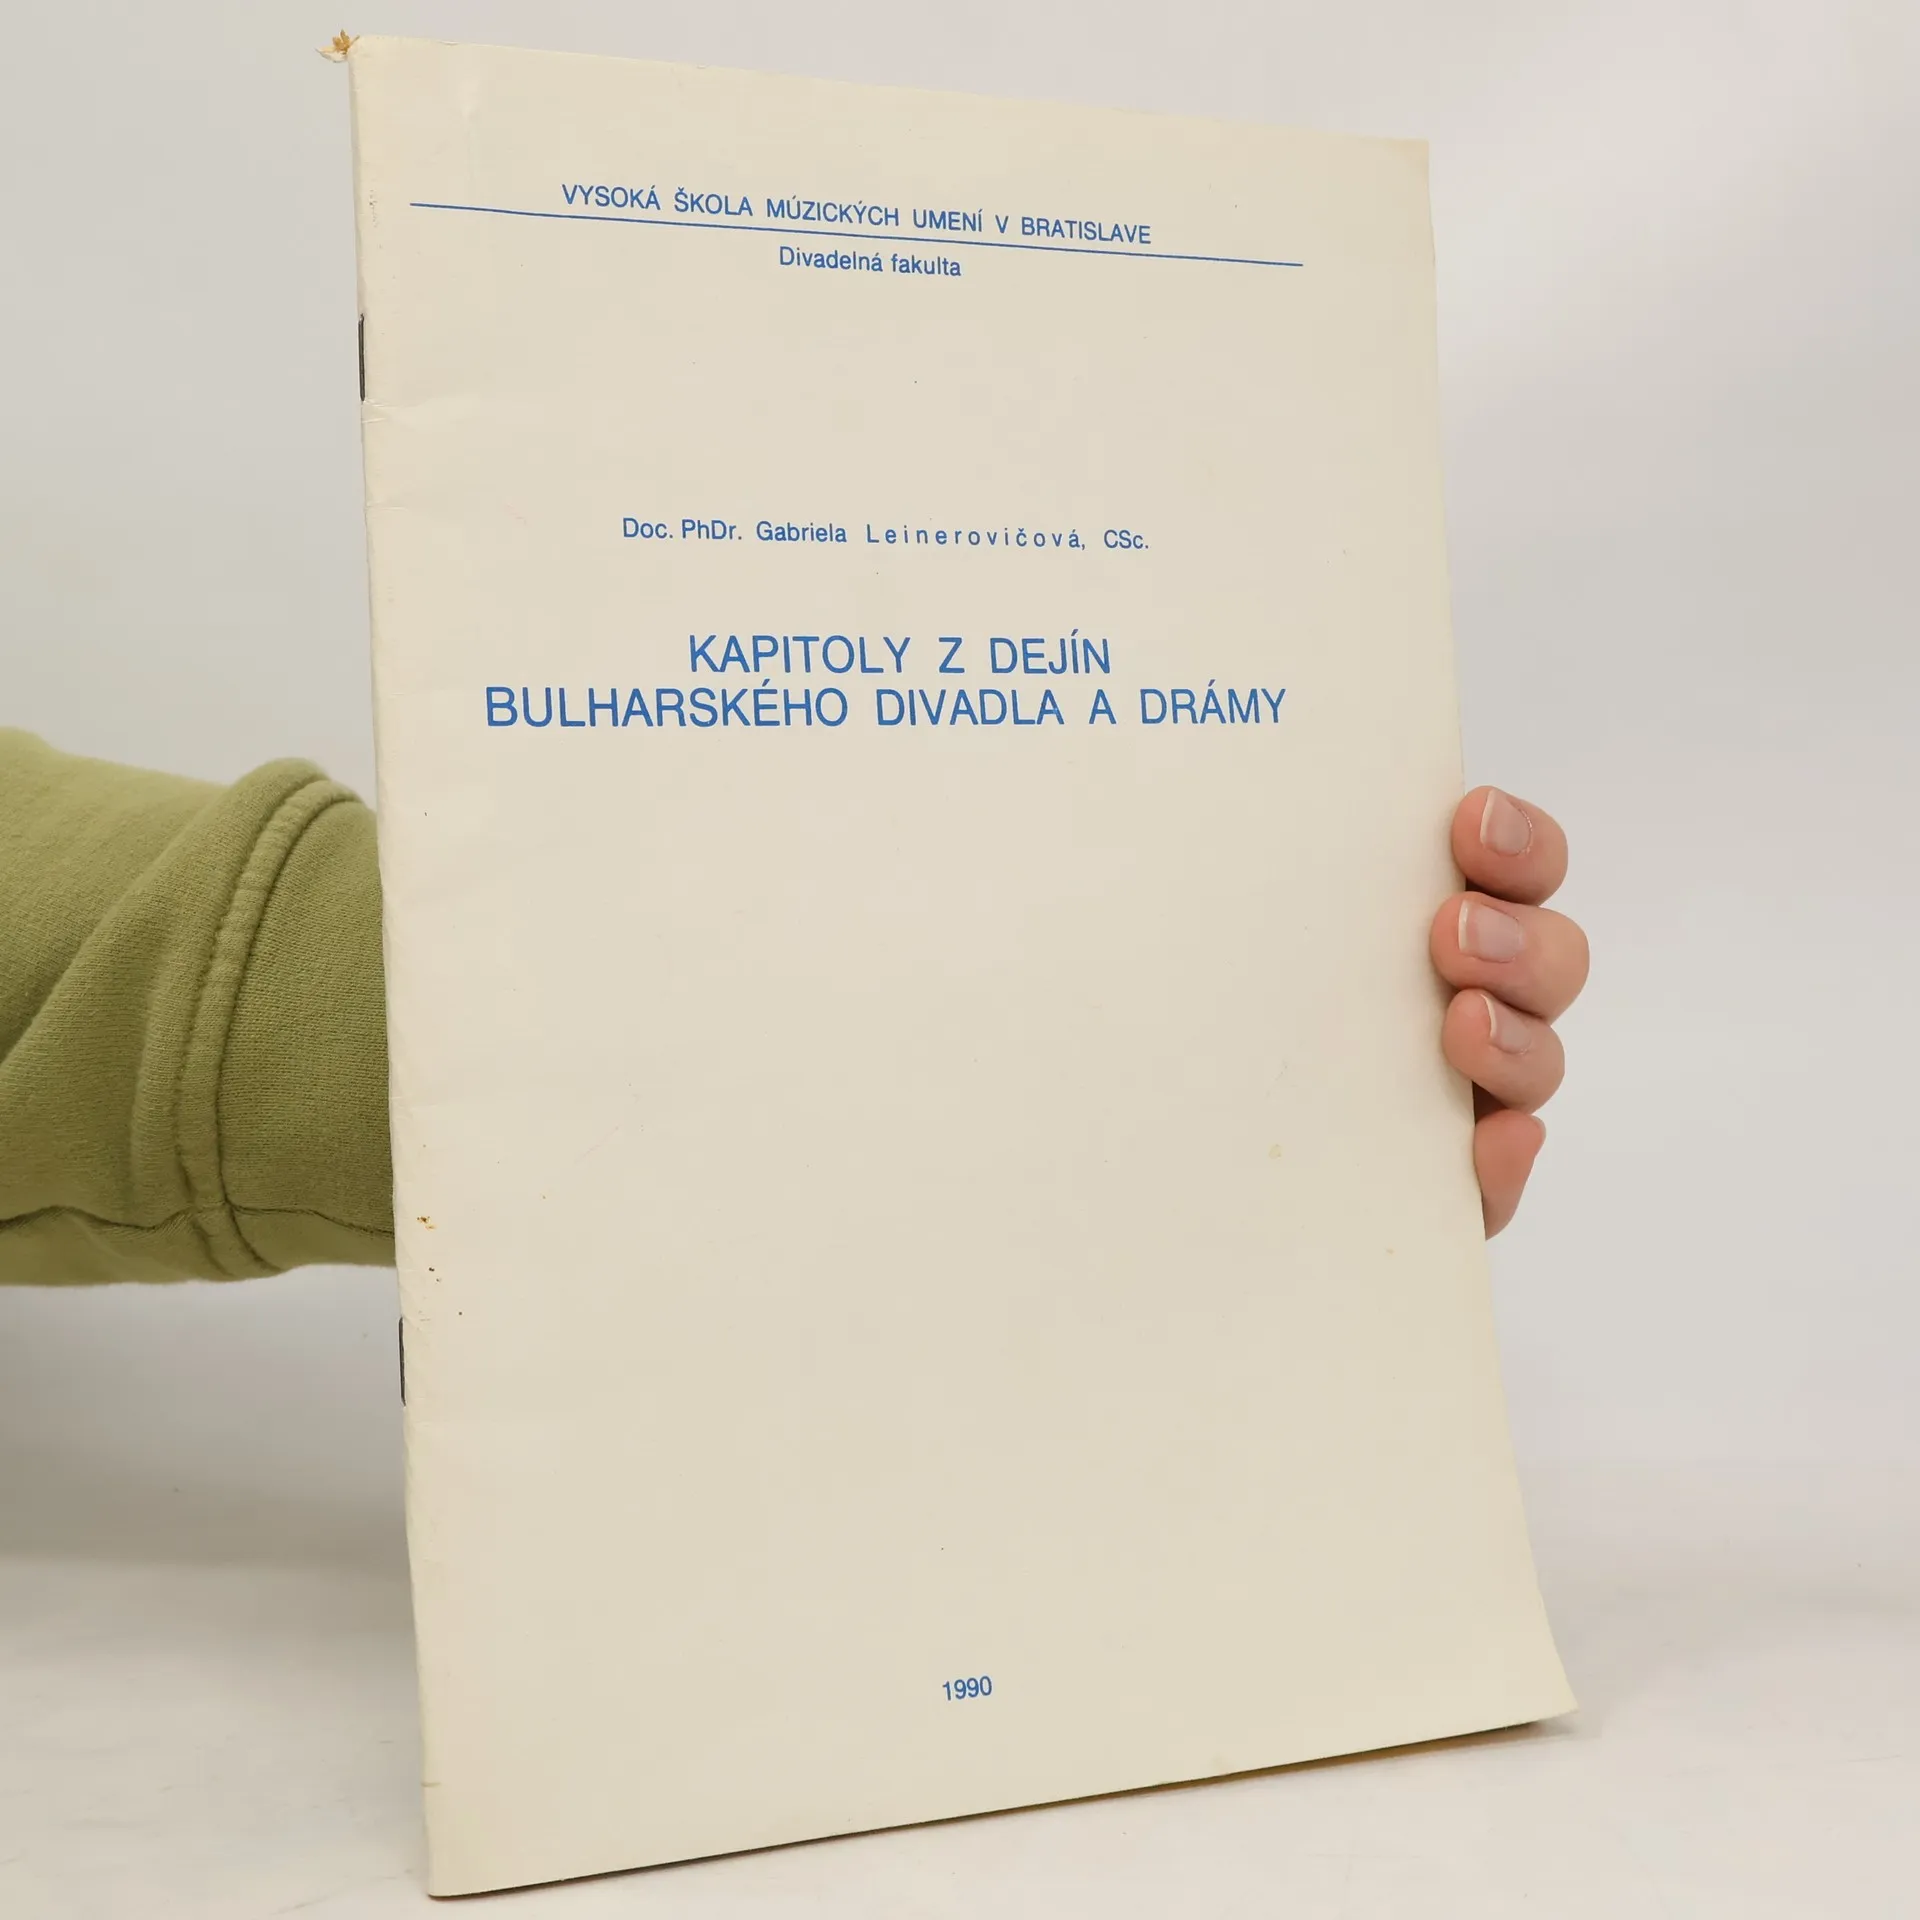 VYSOKÁ ŠKOLA MÚZICKÝCH UMENÍ V BRATISLAVE
Divadelná fakulta
Doc. PhDr. Gabriela Leinerovičová, CSc.
KAPITOLY Z DEJÍN
BULHARSKÉHO DIVADLA A DRÁMY
1990